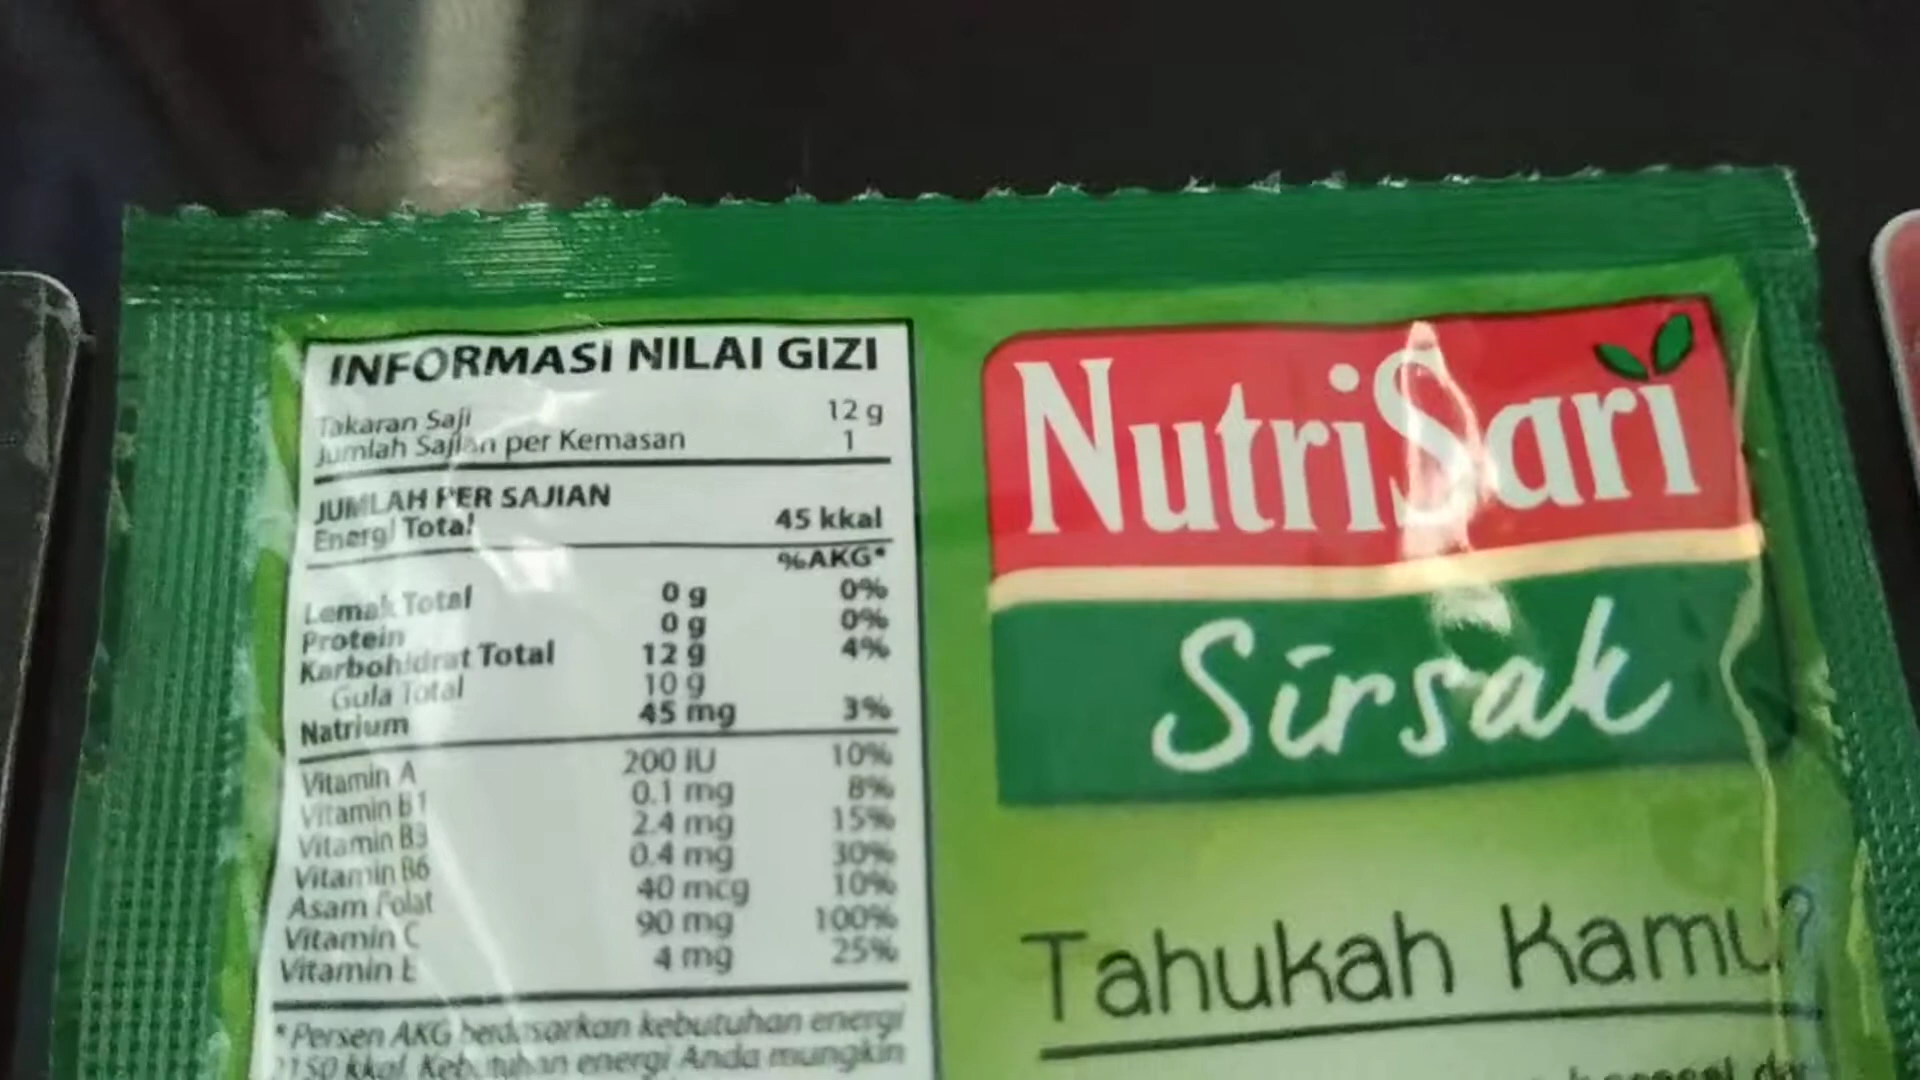 INFORMASI NILAI GIZI
Takaran Saji 12 g
Jumlah Sajian per Kemasan 1
JUMLAH PER SAJIAN
Energi Total 45 kkal
%AKG*
Lemak Total 0 g 0%
Protein 0 g 0%
Karbohidrat Total 12 g 4%
Gula Total 10 g
Natrium 45 mg 3%
Vitamin A 200 IU 10%
Vitamin B1 0.1 mg 8%
Vitamin B3 2.4 mg 15%
Vitamin B6 0.4 mg 30%
Asam Folat 40 mcg 10%
Vitamin C 90 mg 100%
Vitamin E 4 mg 25%
* Persen AKG berdasarkan kebutuhan energi
2150 kkal. Kebutuhan energi Anda mungkin
NutriSari
Sirsak
Tahukah Kamu?